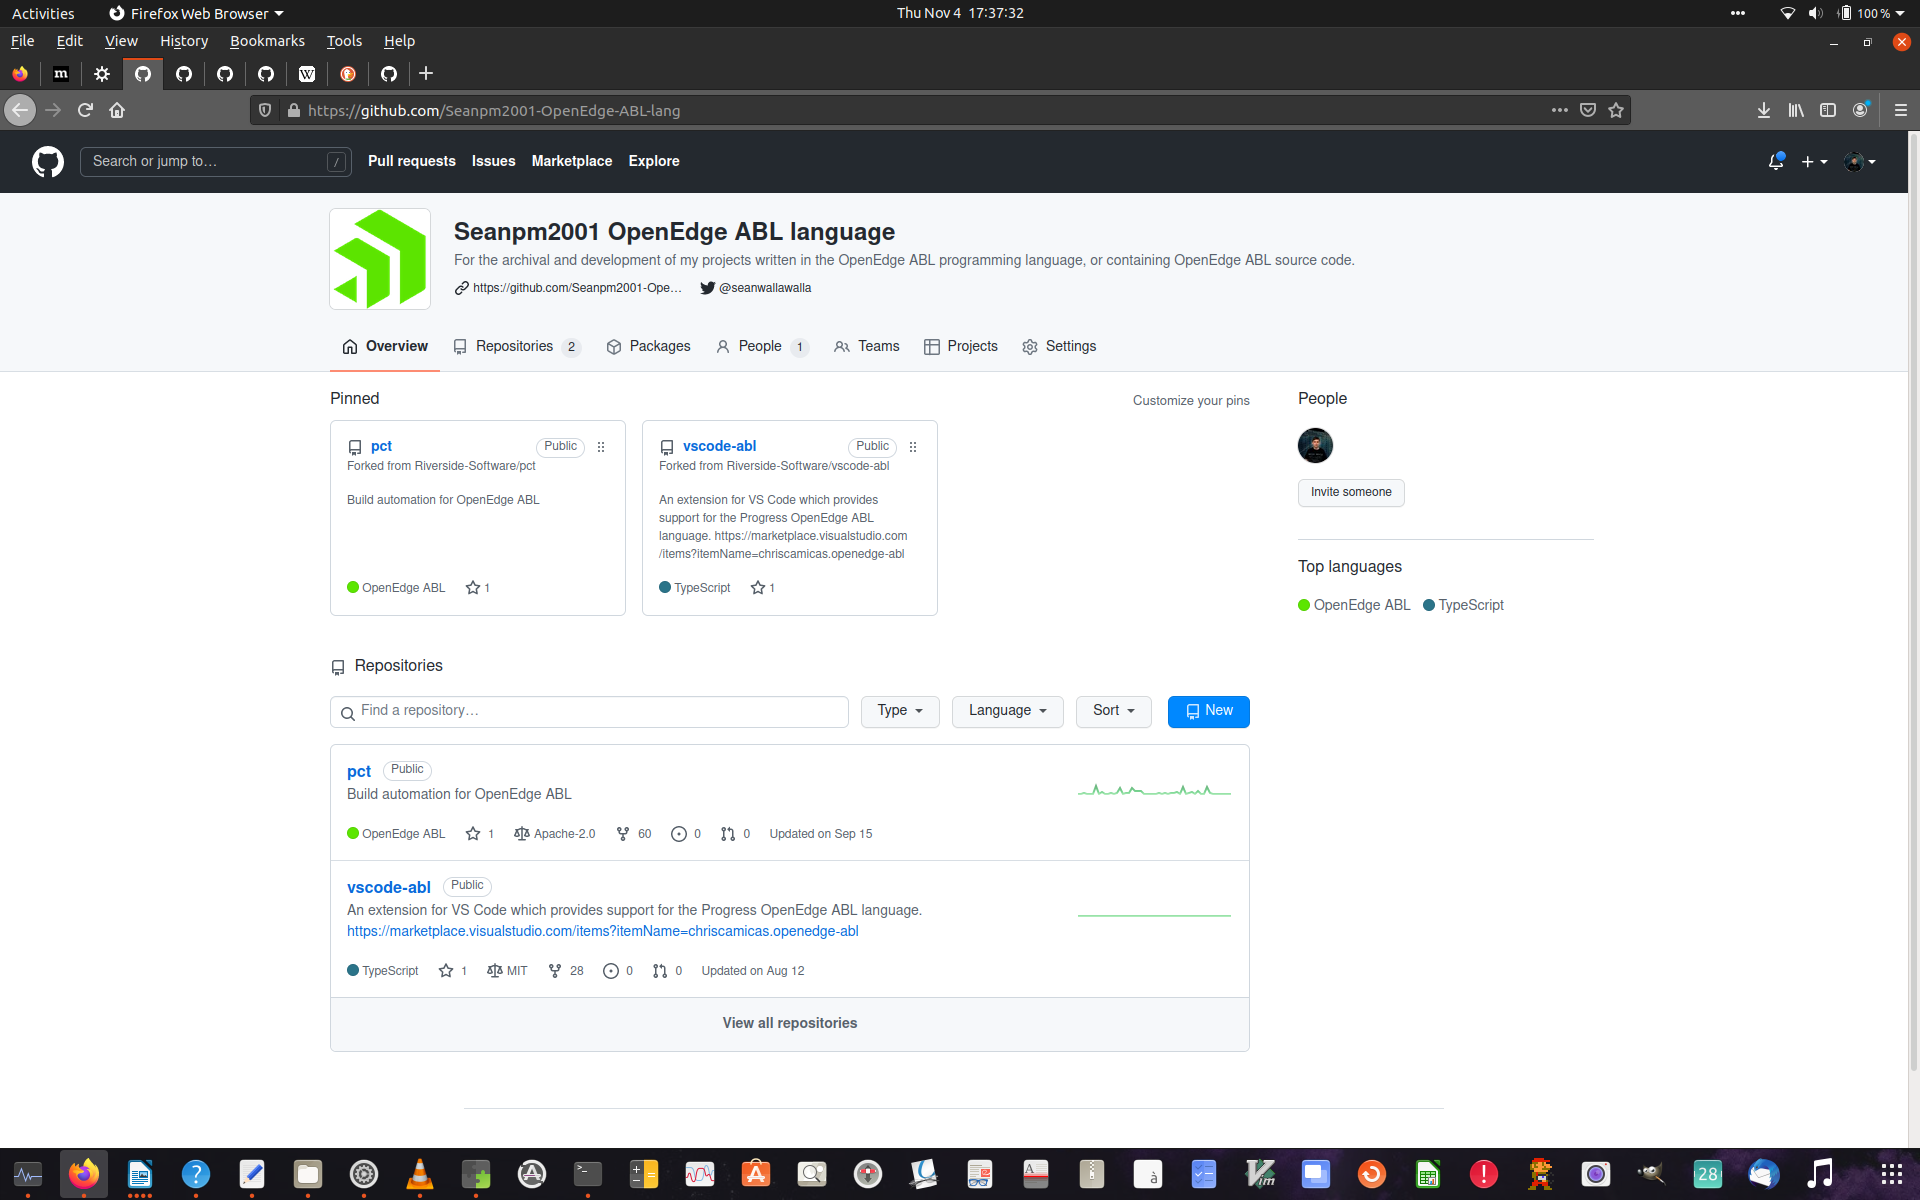 Activities Firefox Web Browser Thu Nov 4 17:37:32 100 %
File Edit View History Bookmarks Tools Help
m W
https://github.com/Seanpm2001-OpenEdge-ABL-lang
Search or jump to… / Pull requests Issues Marketplace Explore
Seanpm2001 OpenEdge ABL language
For the archival and development of my projects written in the OpenEdge ABL programming language, or containing OpenEdge ABL source code.
https://github.com/Seanpm2001-Ope… @seanwallawalla
Overview Repositories 2 Packages People 1 Teams Projects Settings
Pinned Customize your pins People
pct Public vscode-abl Public
Forked from Riverside-Software/pct Forked from Riverside-Software/vscode-abl
Build automation for OpenEdge ABL An extension for VS Code which provides
support for the Progress OpenEdge ABL
language. https://marketplace.visualstudio.com
/items?itemName=chriscamicas.openedge-abl
OpenEdge ABL 1 TypeScript 1
Invite someone
Top languages
OpenEdge ABL TypeScript
Repositories
Find a repository… Type Language Sort New
pct Public
Build automation for OpenEdge ABL
OpenEdge ABL 1 Apache-2.0 60 0 0 Updated on Sep 15
vscode-abl Public
An extension for VS Code which provides support for the Progress OpenEdge ABL language.
https://marketplace.visualstudio.com/items?itemName=chriscamicas.openedge-abl
TypeScript 1 MIT 28 0 0 Updated on Aug 12
View all repositories
28